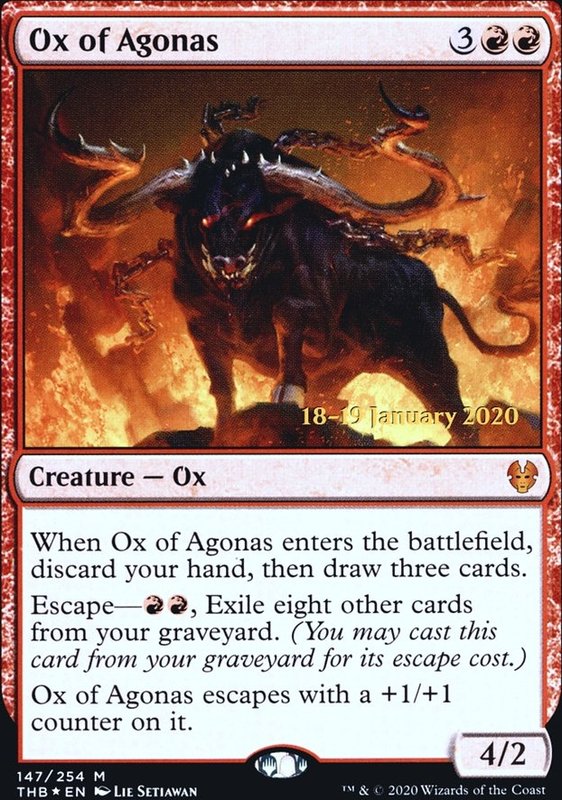 Ox of Agonas 3
18-19 January 2020
Creature — Ox
When Ox of Agonas enters the battlefield,
discard your hand, then draw three cards.
Escape—, Exile eight other cards
from your graveyard. (You may cast this
card from your graveyard for its escape cost.)
Ox of Agonas escapes with a +1/+1
counter on it.
4/2
147/254 M
THB★EN Lie Setiawan
™ & © 2020 Wizards of the Coast